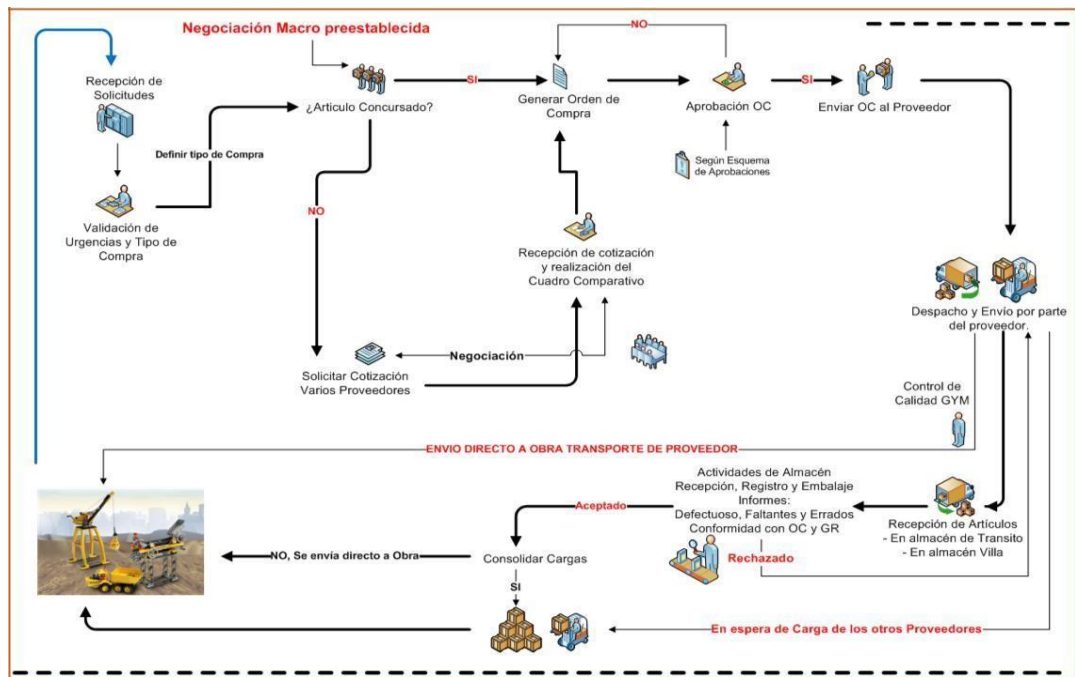 Negociación Macro preestablecida
NO
Recepción de
Solicitudes
¿Articulo Concursado?
SI
Generar Orden de
Compra
Aprobación OC
SI
Enviar OC al Proveedor
Definir tipo de Compra
Según Esquema
de Aprobaciones
Validación de
Urgencias y Tipo de
Compra
NO
Recepción de cotización
y realización del
Cuadro Comparativo
Despacho y Envio por parte
del proveedor.
Negociación
Solicitar Cotización
Varios Proveedores
Control de
Calidad GYM
ENVIO DIRECTO A OBRA TRANSPORTE DE PROVEEDOR
Actividades de Almacén
Recepción, Registro y Embalaje
Informes:
Defectuoso, Faltantes y Errados
Conformidad con OC y GR
Aceptado
Rechazado
Recepción de Artículos
- En almacén de Transito
- En almacén Villa
NO, Se envía directo a Obra
Consolidar Cargas
SI
En espera de Carga de los otros Proveedores